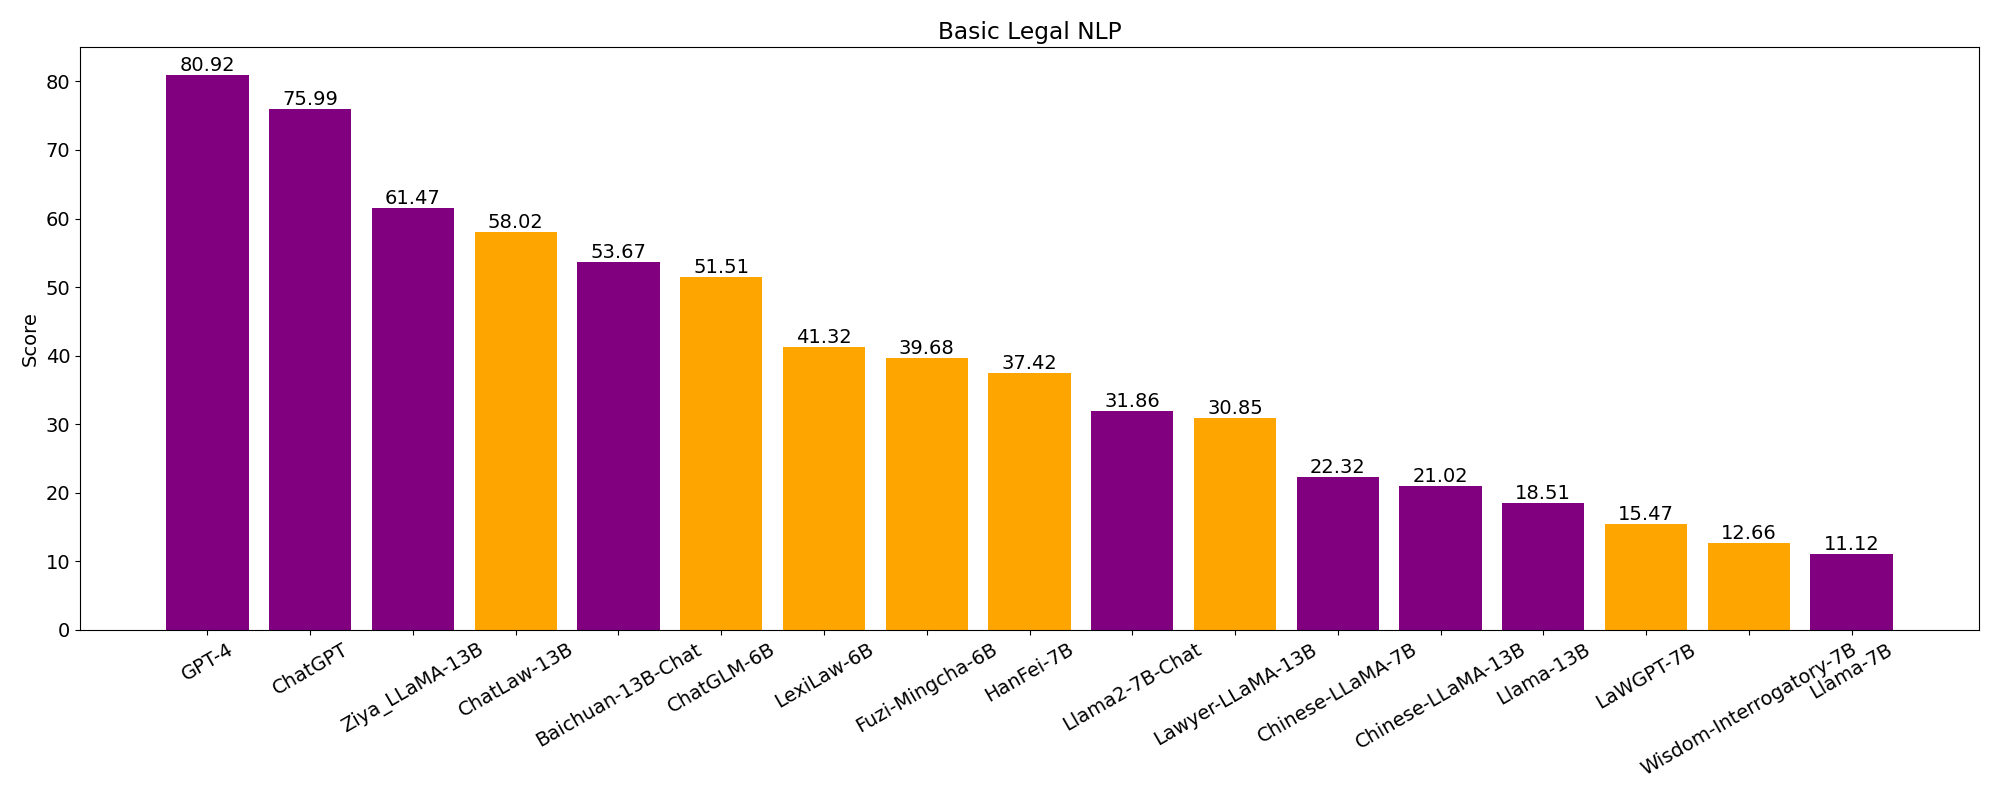 Basic Legal NLP
Score
80
70
60
50
40
30
20
10
0
80.92
75.99
61.47
58.02
53.67
51.51
41.32
39.68
37.42
31.86
30.85
22.32
21.02
18.51
15.47
12.66
11.12
GPT-4
ChatGPT
Ziya_LLaMA-13B
ChatLaw-13B
Baichuan-13B-Chat
ChatGLM-6B
LexiLaw-6B
Fuzi-Mingcha-6B
HanFei-7B
Llama2-7B-Chat
Lawyer-LLaMA-13B
Chinese-LLaMA-7B
Chinese-LLaMA-13B
Llama-13B
LaWGPT-7B
Wisdom-Interrogatory-7B
Llama-7B